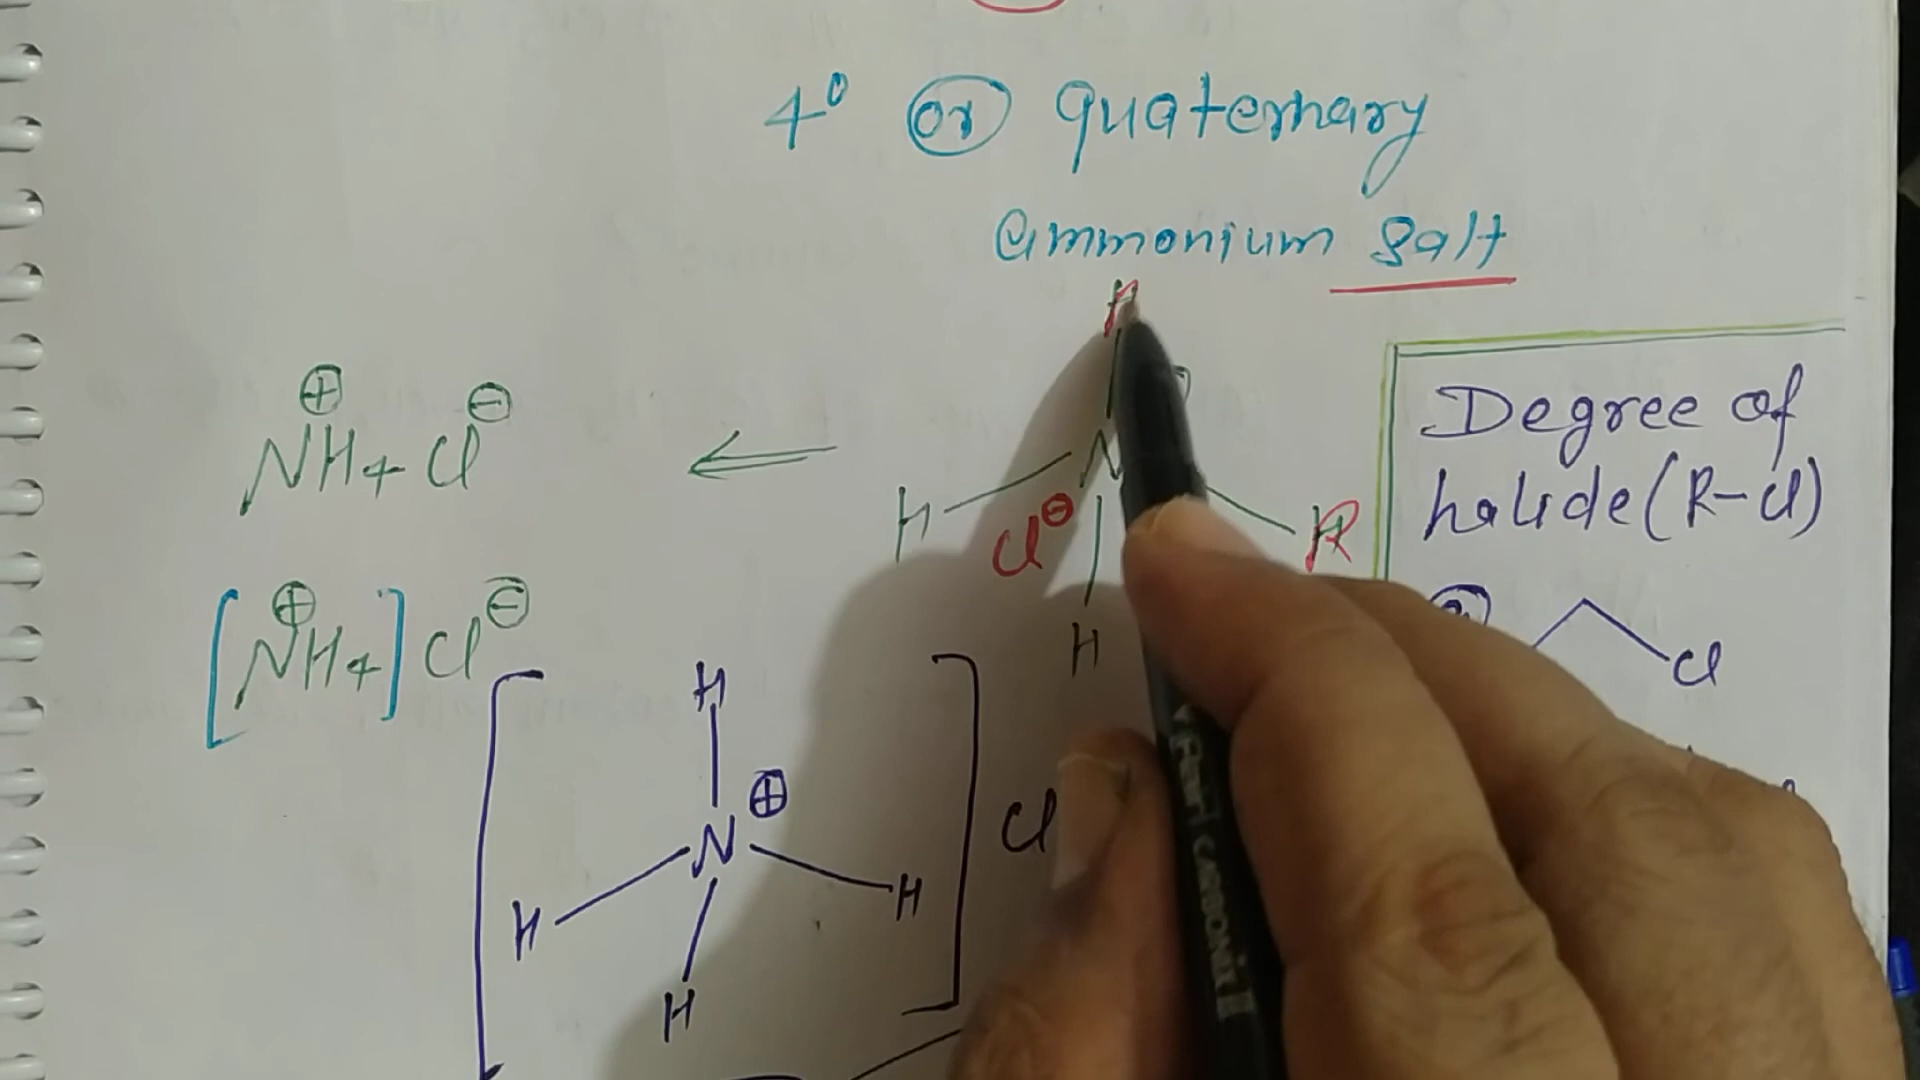 4° or quaternary
ammonium salt
H
N
H
Cl⊖
R
H
⊕ ⊖
NH4 Cl
[⊕NH4] Cl⊖
Degree of
halide (R-Cl)
Cl
H
⊕
N
H
H
H
Cl